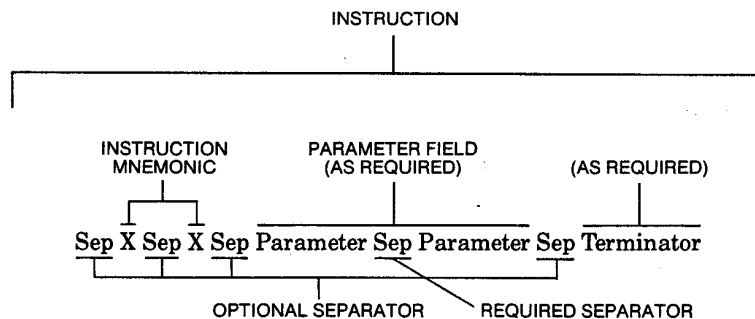 INSTRUCTION
INSTRUCTION MNEMONIC
PARAMETER FIELD (AS REQUIRED)
(AS REQUIRED)
Sep X Sep X Sep Parameter Sep Parameter Sep Terminator
OPTIONAL SEPARATOR
REQUIRED SEPARATOR